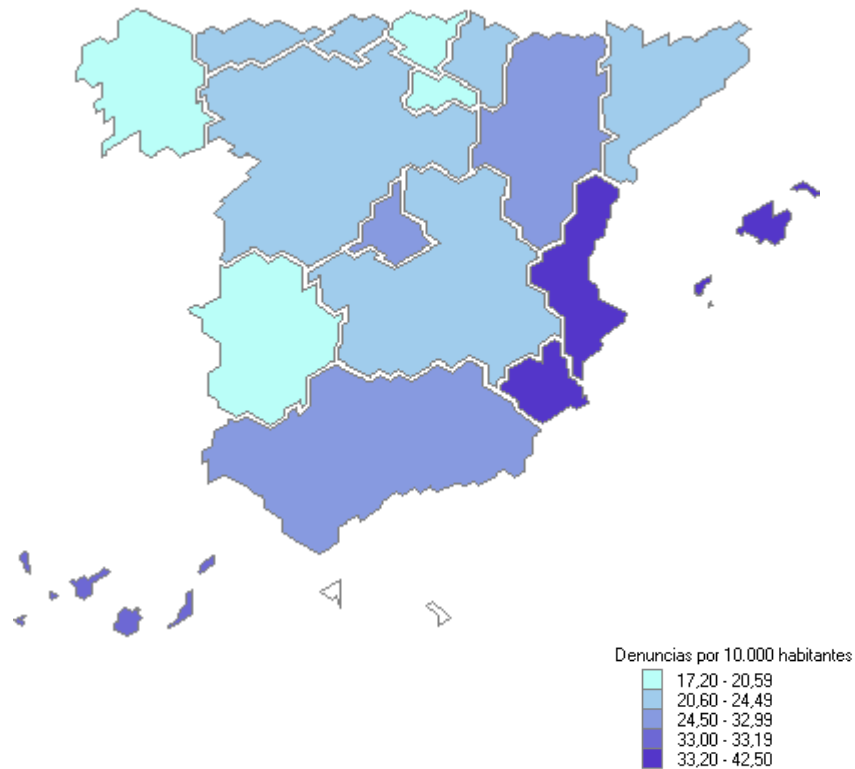 Denuncias por 10.000 habitantes
17,20 - 20,59
20,60 - 24,49
24,50 - 32,99
33,00 - 33,19
33,20 - 42,50